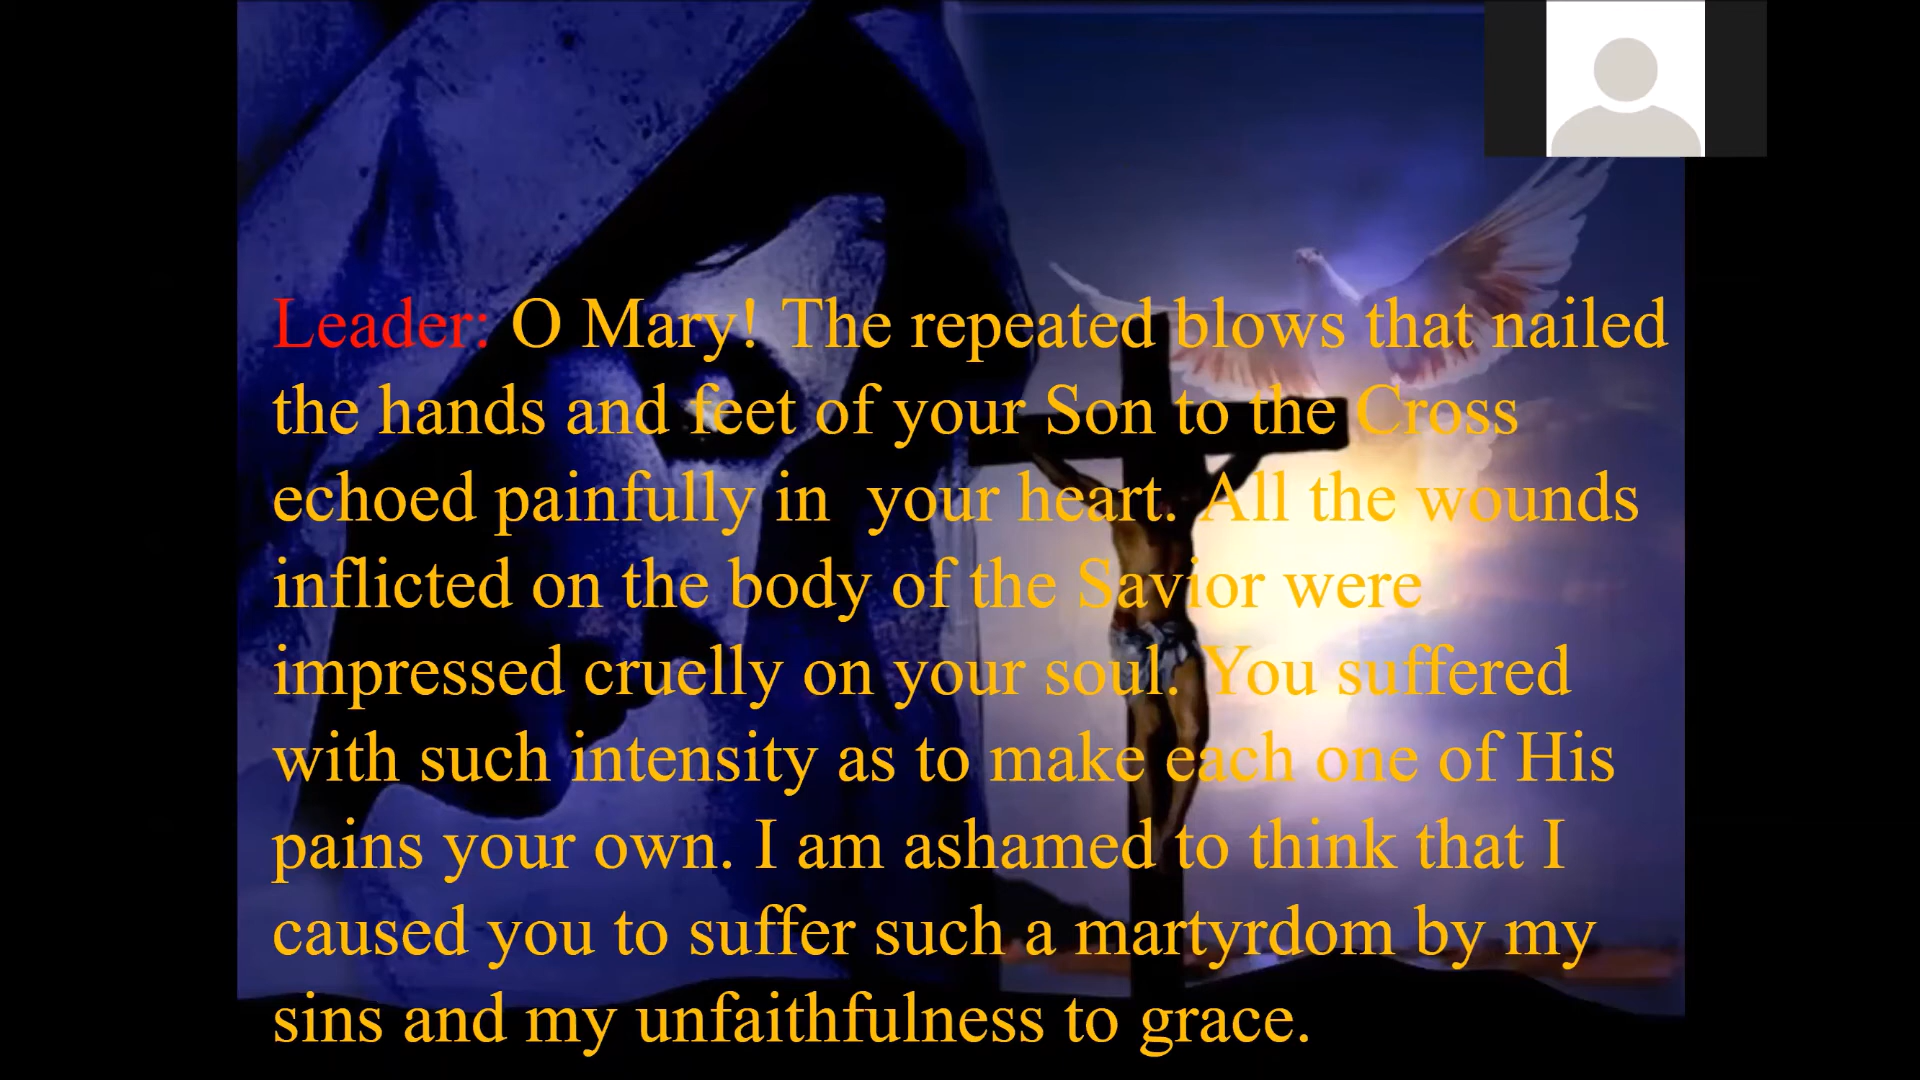 Leader: O Mary! The repeated blows that nailed
the hands and feet of your Son to the Cross
echoed painfully in  your heart. All the wounds
inflicted on the body of the Savior were
impressed cruelly on your soul. You suffered
with such intensity as to make each one of His
pains your own. I am ashamed to think that I
caused you to suffer such a martyrdom by my
sins and my unfaithfulness to grace.